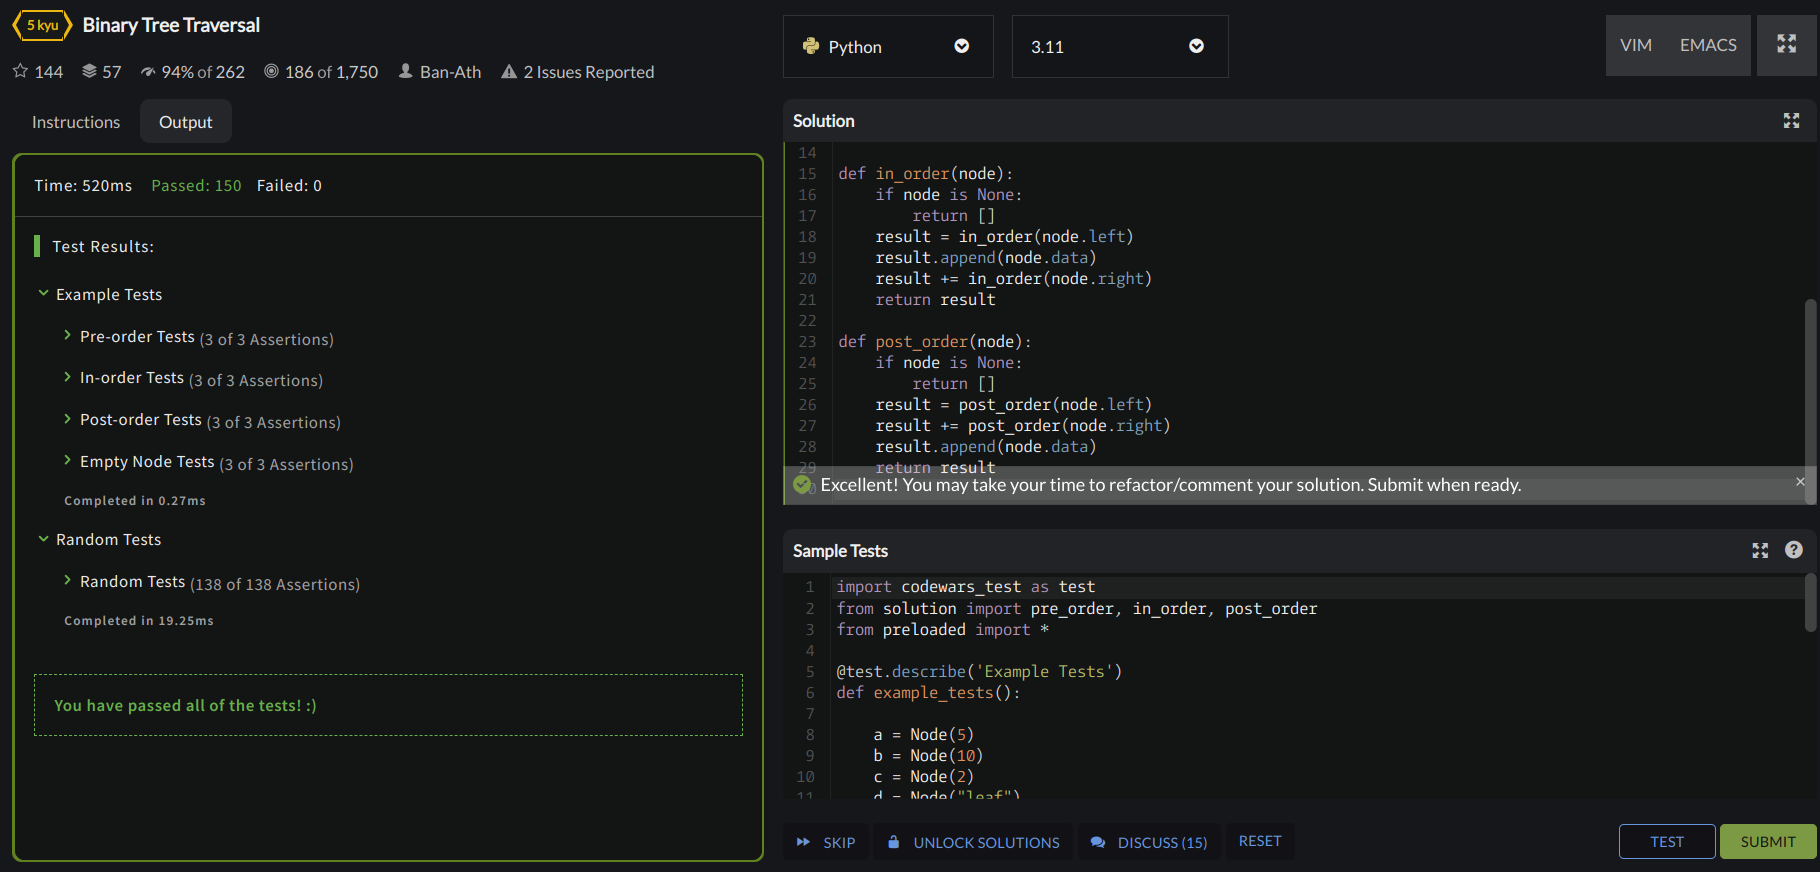 5 kyu Binary Tree Traversal
144 57 94% of 262 186 of 1,750 Ban-Ath 2 Issues Reported
Instructions Output
Time: 520ms Passed: 150 Failed: 0
Test Results:
Example Tests
Pre-order Tests (3 of 3 Assertions)
In-order Tests (3 of 3 Assertions)
Post-order Tests (3 of 3 Assertions)
Empty Node Tests (3 of 3 Assertions)
Completed in 0.27ms
Random Tests
Random Tests (138 of 138 Assertions)
Completed in 19.25ms
You have passed all of the tests! :)
Python 3.11 VIM EMACS
Solution
14
15 def in_order(node):
16     if node is None:
17         return []
18     result = in_order(node.left)
19     result.append(node.data)
20     result += in_order(node.right)
21     return result
22
23 def post_order(node):
24     if node is None:
25         return []
26     result = post_order(node.left)
27     result += post_order(node.right)
28     result.append(node.data)
29     return result
Excellent! You may take your time to refactor/comment your solution. Submit when ready. ×
Sample Tests ?
1 import codewars_test as test
2 from solution import pre_order, in_order, post_order
3 from preloaded import *
4
5 @test.describe('Example Tests')
6 def example_tests():
7
8     a = Node(5)
9     b = Node(10)
10     c = Node(2)
11     d = Node("leaf")
SKIP UNLOCK SOLUTIONS DISCUSS (15) RESET TEST SUBMIT